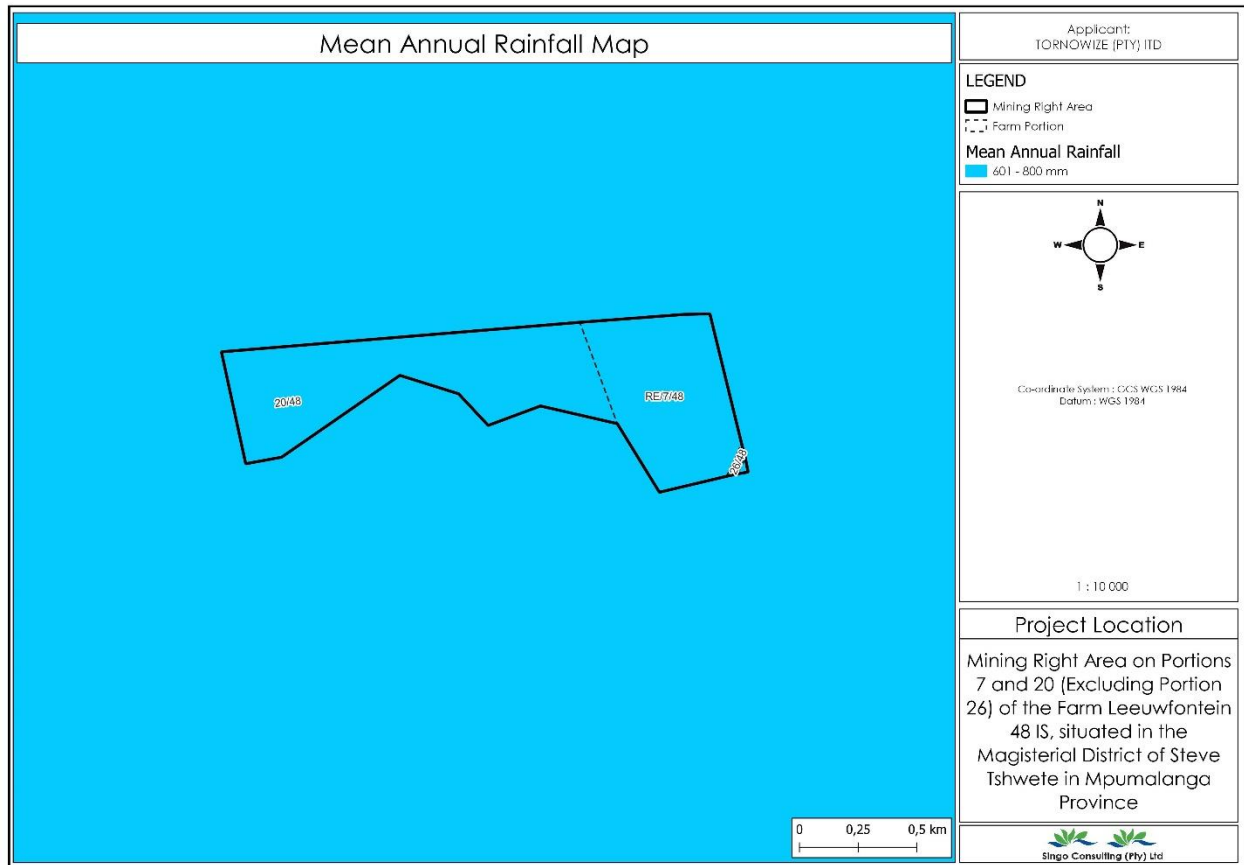 Mean Annual Rainfall Map
20/48
RE/7/48
26/48
0 0,25 0,5 km
Applicant:
TORNOWIZE (PTY) lTD
LEGEND
Mining Right Area
Farm Portion
Mean Annual Rainfall
601 - 800 mm
N
W E
S
Co-ordinate System : GCS WGS 1984
Datum : WGS 1984
1 : 10 000
Project Location
Mining Right Area on Portions
7 and 20 (Excluding Portion
26) of the Farm Leeuwfontein
48 IS, situated in the
Magisterial District of Steve
Tshwete in Mpumalanga
Province
Singo Consulting (Pty) Ltd